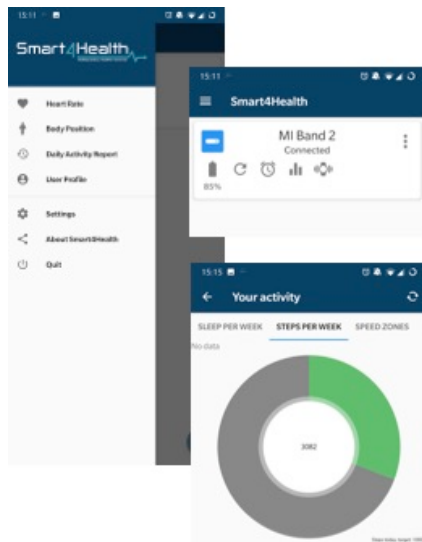 15:11
Smart4Health
Heart Rate
Body Position
Daily Activity Report
User Profile
Settings
About Smart4Health
Quit
15:11
Smart4Health
MI Band 2
Connected
85%
15:15
Your activity
SLEEP PER WEEK STEPS PER WEEK SPEED ZONES
No data
3082